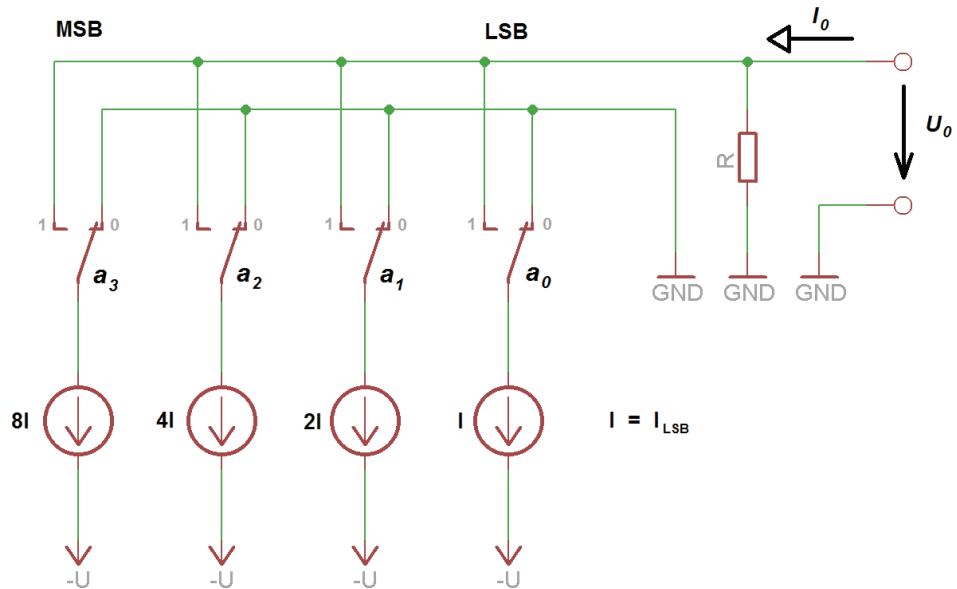 MSB LSB I₀
U₀
R
1 0 1 0 1 0 1 0
a₃ a₂ a₁ a₀
GND GND GND
8I 4I 2I I I = I_LSB
-U -U -U -U